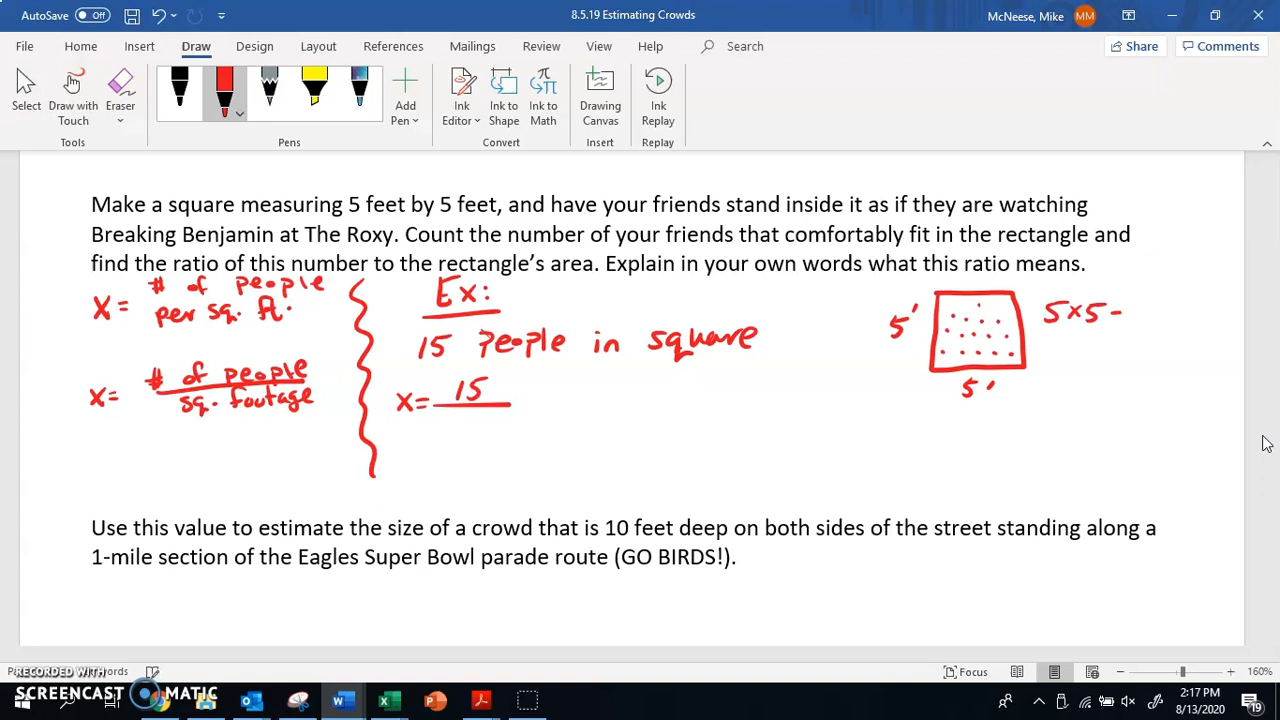 AutoSave Off
8.5.19 Estimating Crowds
McNeese, Mike MM
File Home Insert Draw Design Layout References Mailings Review View Help Search Share Comments
Select Draw with Touch Eraser Add Pen Ink Editor Ink to Shape Ink to Math Drawing Canvas Ink Replay
Tools Pens Convert Insert Replay
Make a square measuring 5 feet by 5 feet, and have your friends stand inside it as if they are watching
Breaking Benjamin at The Roxy. Count the number of your friends that comfortably fit in the rectangle and
find the ratio of this number to the rectangle's area. Explain in your own words what this ratio means.
X = # of people per sq. ft.
X = # of people
sq. footage
Ex:
15 people in square
X = 15
5'
5'
5×5 -
Use this value to estimate the size of a crowd that is 10 feet deep on both sides of the street standing along a
1-mile section of the Eagles Super Bowl parade route (GO BIRDS!).
words Focus 160%
RECORDED WITH
SCREENCAST MATIC
2:17 PM
8/13/2020
19